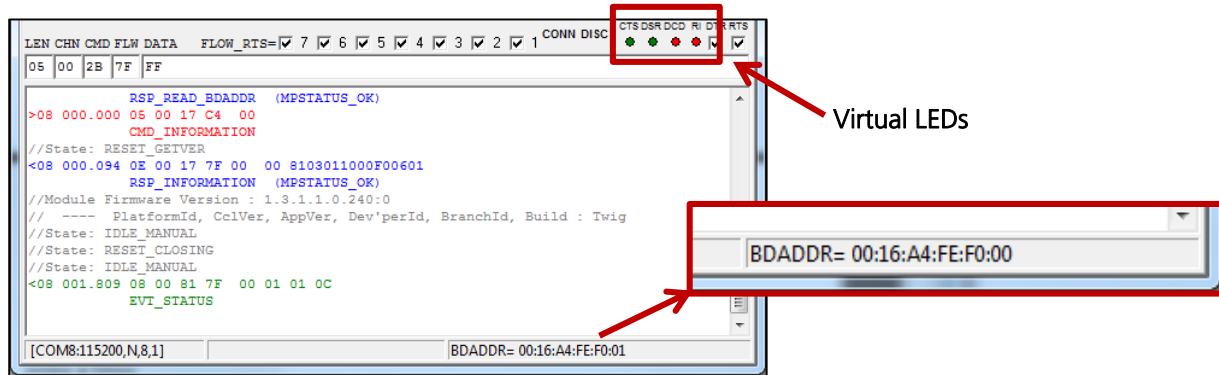 CTS DSR DCD RI DTR RTS
LEN CHN CMD FLW DATA FLOW_RTS= 7 6 5 4 3 2 1 CONN DISC
05 00 2B 7F FF
RSP_READ_BDADDR (MPSTATUS_OK)
>08 000.000 05 00 17 C4 00
CMD_INFORMATION
//State: RESET_GETVER
<08 000.094 0E 00 17 7F 00 00 8103011000F00601
RSP_INFORMATION (MPSTATUS_OK)
//Module Firmware Version : 1.3.1.1.0.240:0
// ---- PlatformId, CclVer, AppVer, Dev'perId, BranchId, Build : Twig
//State: IDLE_MANUAL
//State: RESET_CLOSING
//State: IDLE_MANUAL
<08 001.809 08 00 81 7F 00 01 01 0C
EVT_STATUS
[COM8:115200,N,8,1] BDADDR= 00:16:A4:FE:F0:01
Virtual LEDs
BDADDR= 00:16:A4:FE:F0:00